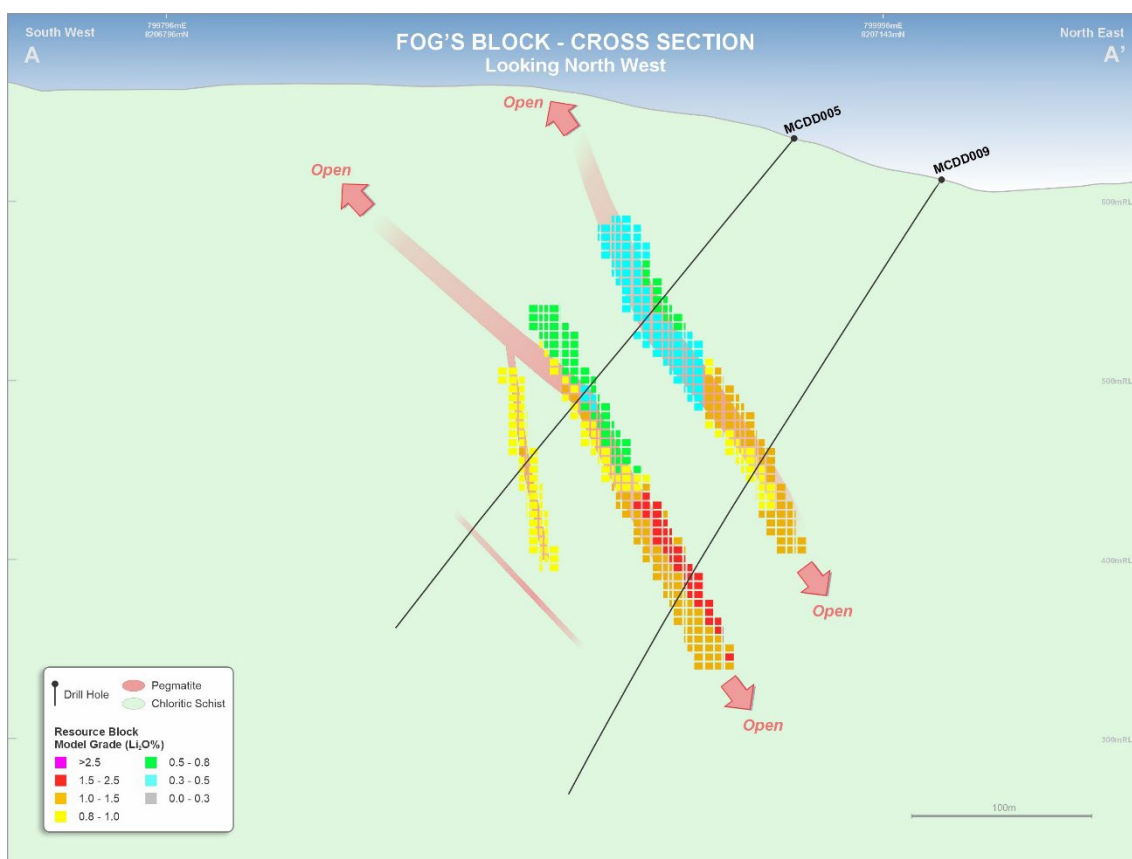 799796mE
8206796mN
799996mE
8207143mN
South West
FOG'S BLOCK - CROSS SECTION
North East
A
Looking North West
A'
Open
MCDD005
MCDD009
Open
600mRL
500mRL
400mRL
Open
Open
300mRL
Drill Hole
Pegmatite
Chloritic Schist
Resource Block
Model Grade (Li₂O%)
>2.5
0.5 - 0.8
1.5 - 2.5
0.3 - 0.5
1.0 - 1.5
0.0 - 0.3
0.8 - 1.0
100m